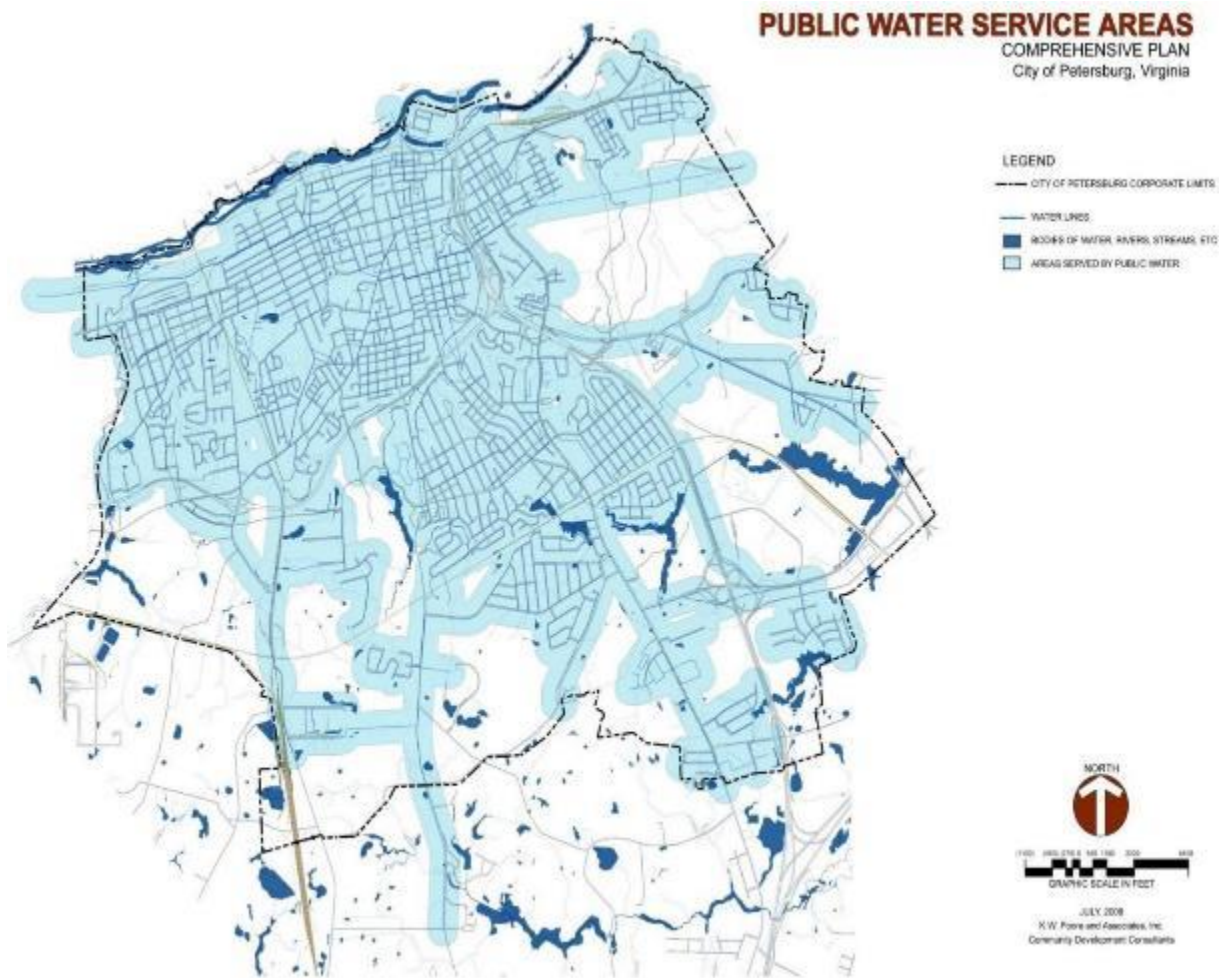 PUBLIC WATER SERVICE AREAS
COMPREHENSIVE PLAN
City of Petersburg, Virginia
LEGEND
CITY OF PETERSBURG CORPORATE LIMITS
WATER LINES
BODIES OF WATER, RIVERS, STREAMS, ETC
AREAS SERVED BY PUBLIC WATER
NORTH
GRAPHIC SCALE IN FEET
JULY, 2008
K.W. Poore and Associates, Inc.
Community Development Consultants